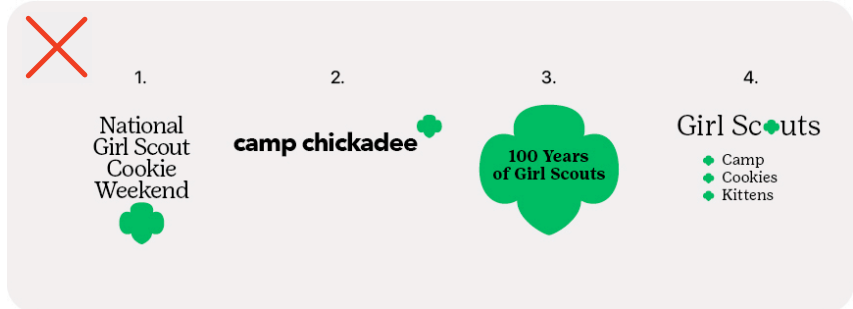 1.
National
Girl Scout
Cookie
Weekend
2.
camp chickadee
3.
100 Years
of Girl Scouts
4.
Girl Scouts
Camp
Cookies
Kittens